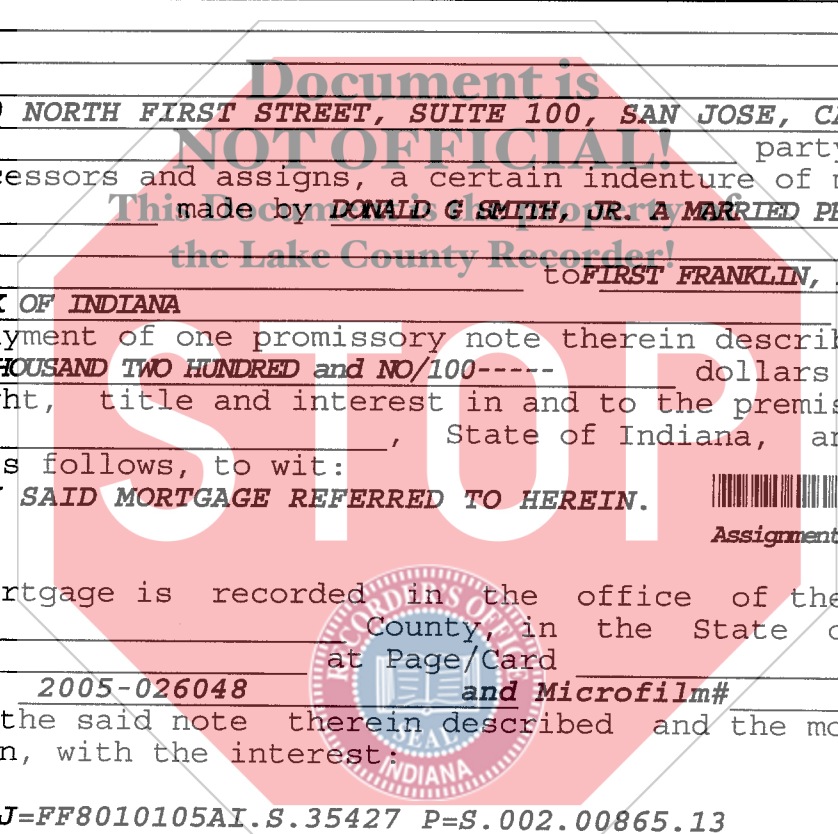 Document is
NORTH FIRST STREET, SUITE 100, SAN JOSE,
NOT OFFICIAL!
party
cessors and assigns, a certain indenture of
This Document is the property of
made by DONALD G SMITH, JR. A MARRIED
the Lake County Recorder!
to FIRST FRANKLIN,
OF INDIANA
yment of one promissory note therein describ
HOUSAND TWO HUNDRED and NO/100----- dollars
ht, title and interest in and to the premis
, State of Indiana, an
s follows, to wit:
SAID MORTGAGE REFERRED TO HEREIN.
STOP
Assignment
rtgage is recorded in the office of the
County, in the State
at Page/Card
2005-026048 and Microfilm#
the said note therein described and the mo
n, with the interest:
RECORDER'S OFFICE
SEAL
INDIANA
J=FF8010105AI.S.35427 P=S.002.00865.13